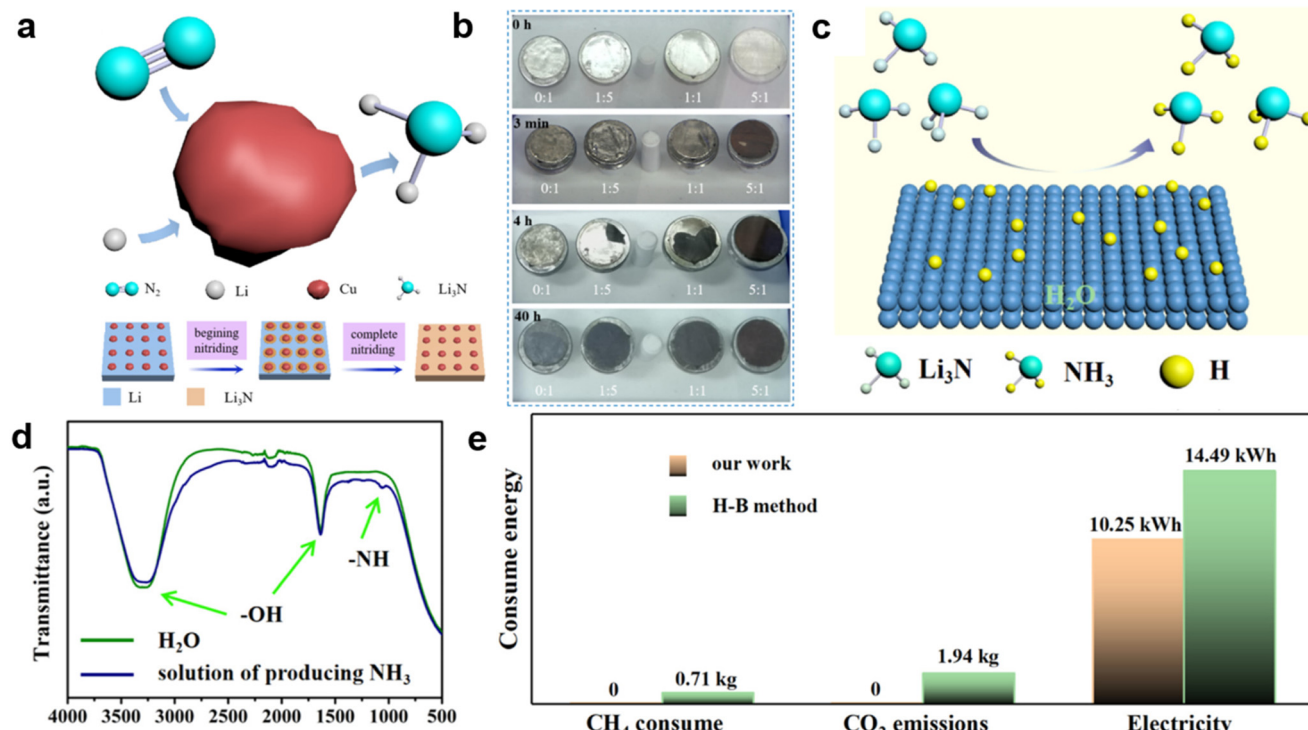 a
N₂
Li
Cu
Li₃N
begining
nitriding
complete
nitriding
Li
Li₃N
b
0 h
0:1
1:5
1:1
5:1
3 min
0:1
1:5
1:1
5:1
4 h
0:1
1:5
1:1
5:1
40 h
0:1
1:5
1:1
5:1
c
H₂O
Li₃N
NH₃
H
d
Transmittance (a.u.)
-NH
-OH
H₂O
solution of producing NH₃
4000 3500 3000 2500 2000 1500 1000 500
e
Consume energy
our work
H-B method
14.49 kWh
10.25 kWh
1.94 kg
0.71 kg
0
0
CH₄ consume
CO₂ emissions
Electricity